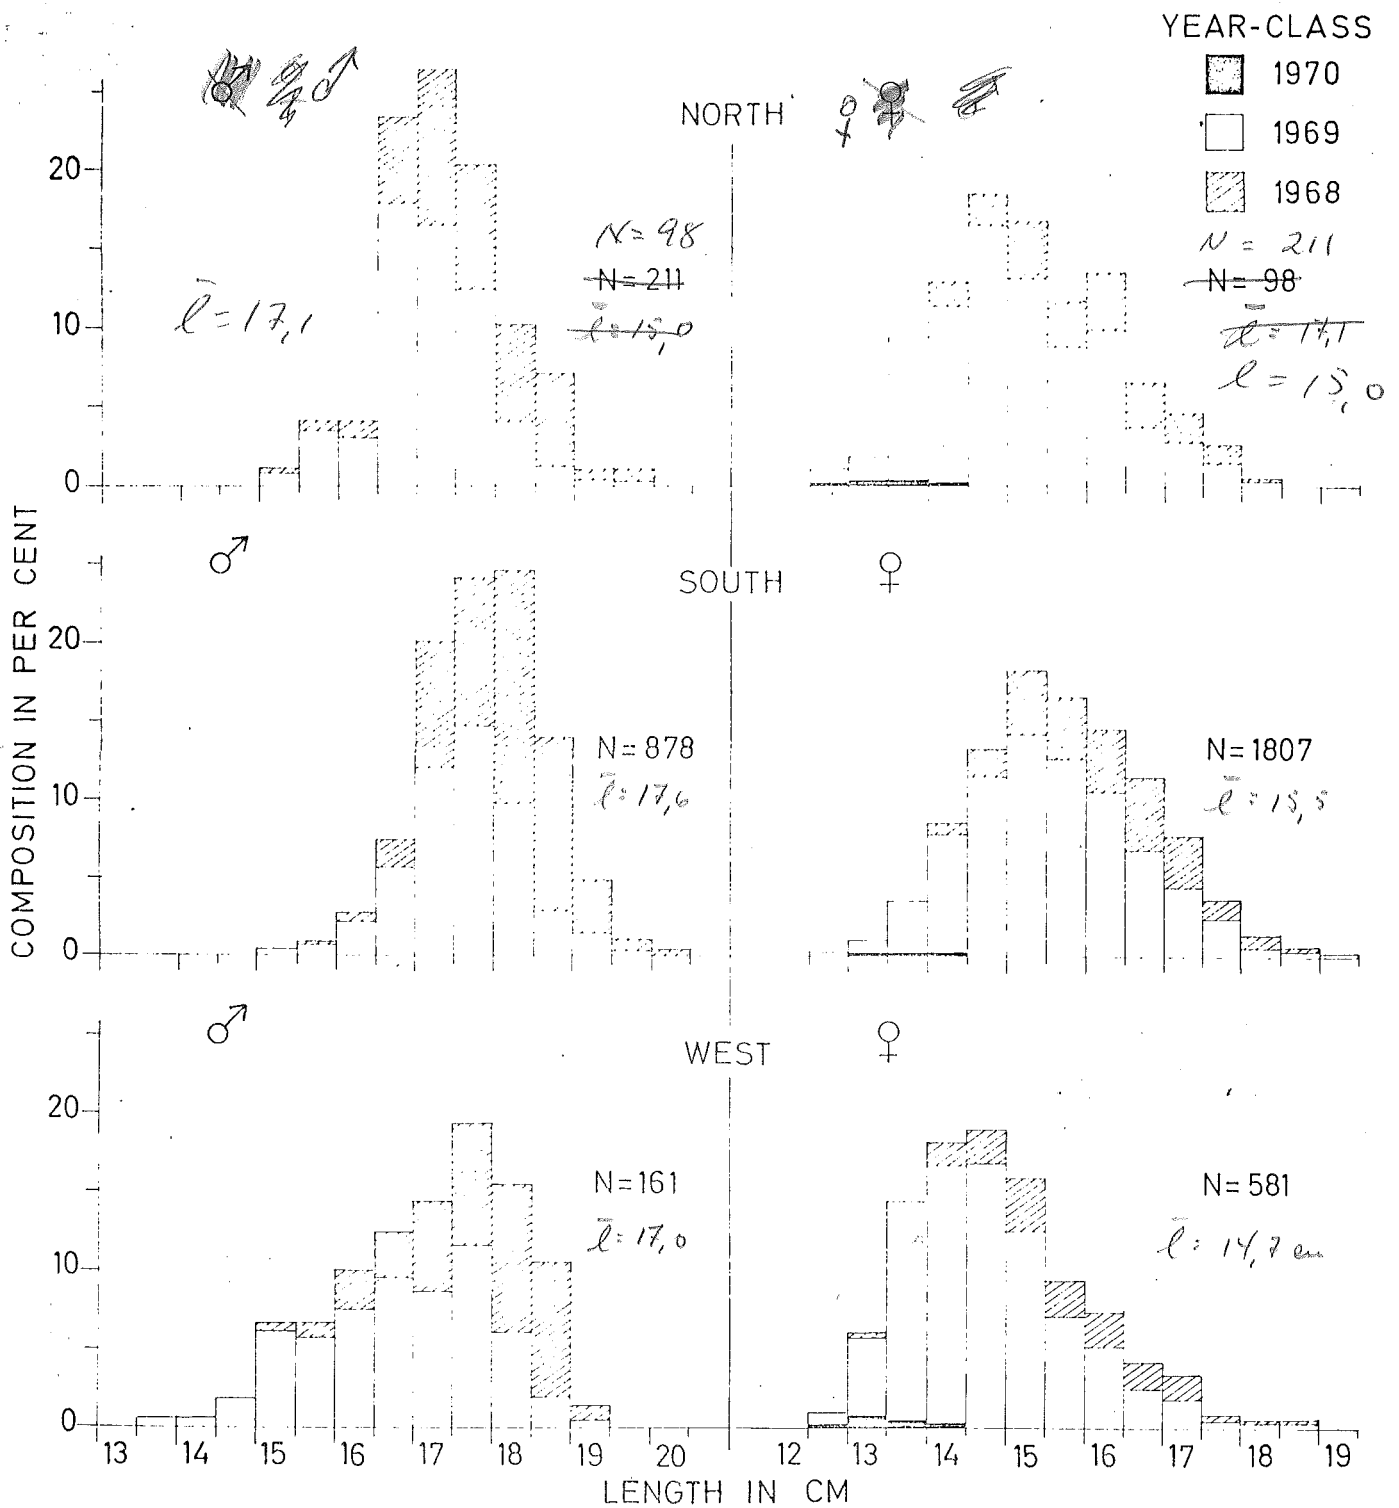 YEAR-CLASS
1970
1969
1968
♂
NORTH
♀
20
10
0
N=98
N=211
l̄=15,0
l̄=17,1
N=211
N=98
l̄=17,1
l=15,0
COMPOSITION IN PER CENT
♂
SOUTH
♀
20
10
0
N=878
l̄=17,6
N=1807
l̄=15,5
♂
WEST
♀
20
10
0
N=161
l̄=17,0
N=581
l̄=14,7 cm
13 14 15 16 17 18 19 20 12 13 14 15 16 17 18 19
LENGTH IN CM